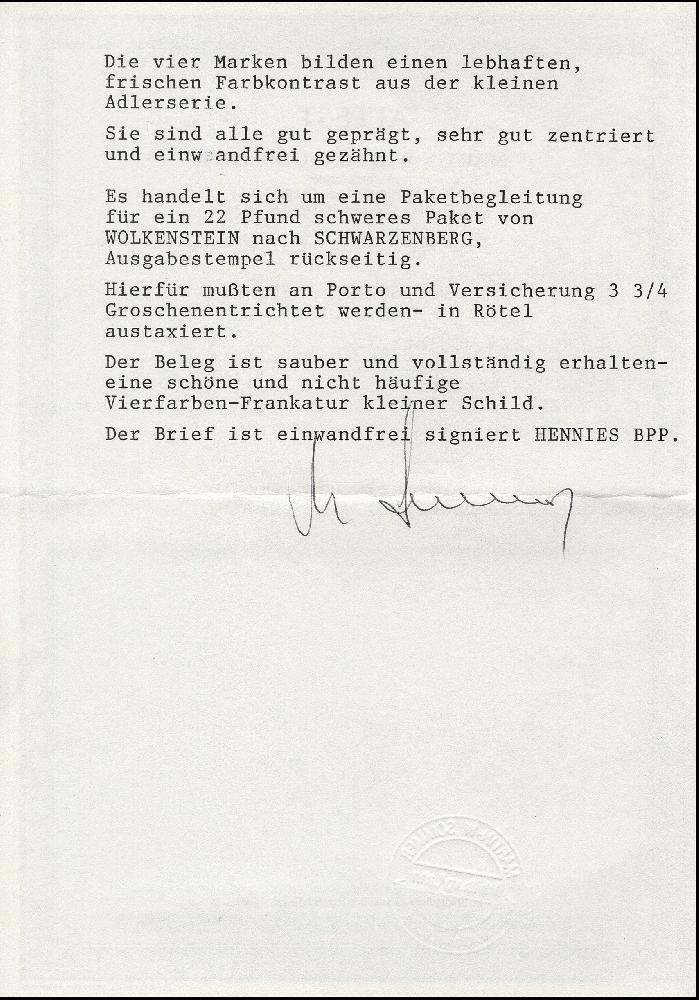 Die vier Marken bilden einen lebhaften,
frischen Farbkontrast aus der kleinen
Adlerserie.
Sie sind alle gut geprägt, sehr gut zentriert
und einwandfrei gezähnt.
Es handelt sich um eine Paketbegleitung
für ein 22 Pfund schweres Paket von
WOLKENSTEIN nach SCHWARZENBERG,
Ausgabestempel rückseitig.
Hierfür mußten an Porto und Versicherung 3 3/4
Groschenentrichtet werden- in Rötel
austaxiert.
Der Beleg ist sauber und vollständig erhalten-
eine schöne und nicht häufige
Vierfarben-Frankatur kleiner Schild.
Der Brief ist einwandfrei signiert HENNIES BPP.